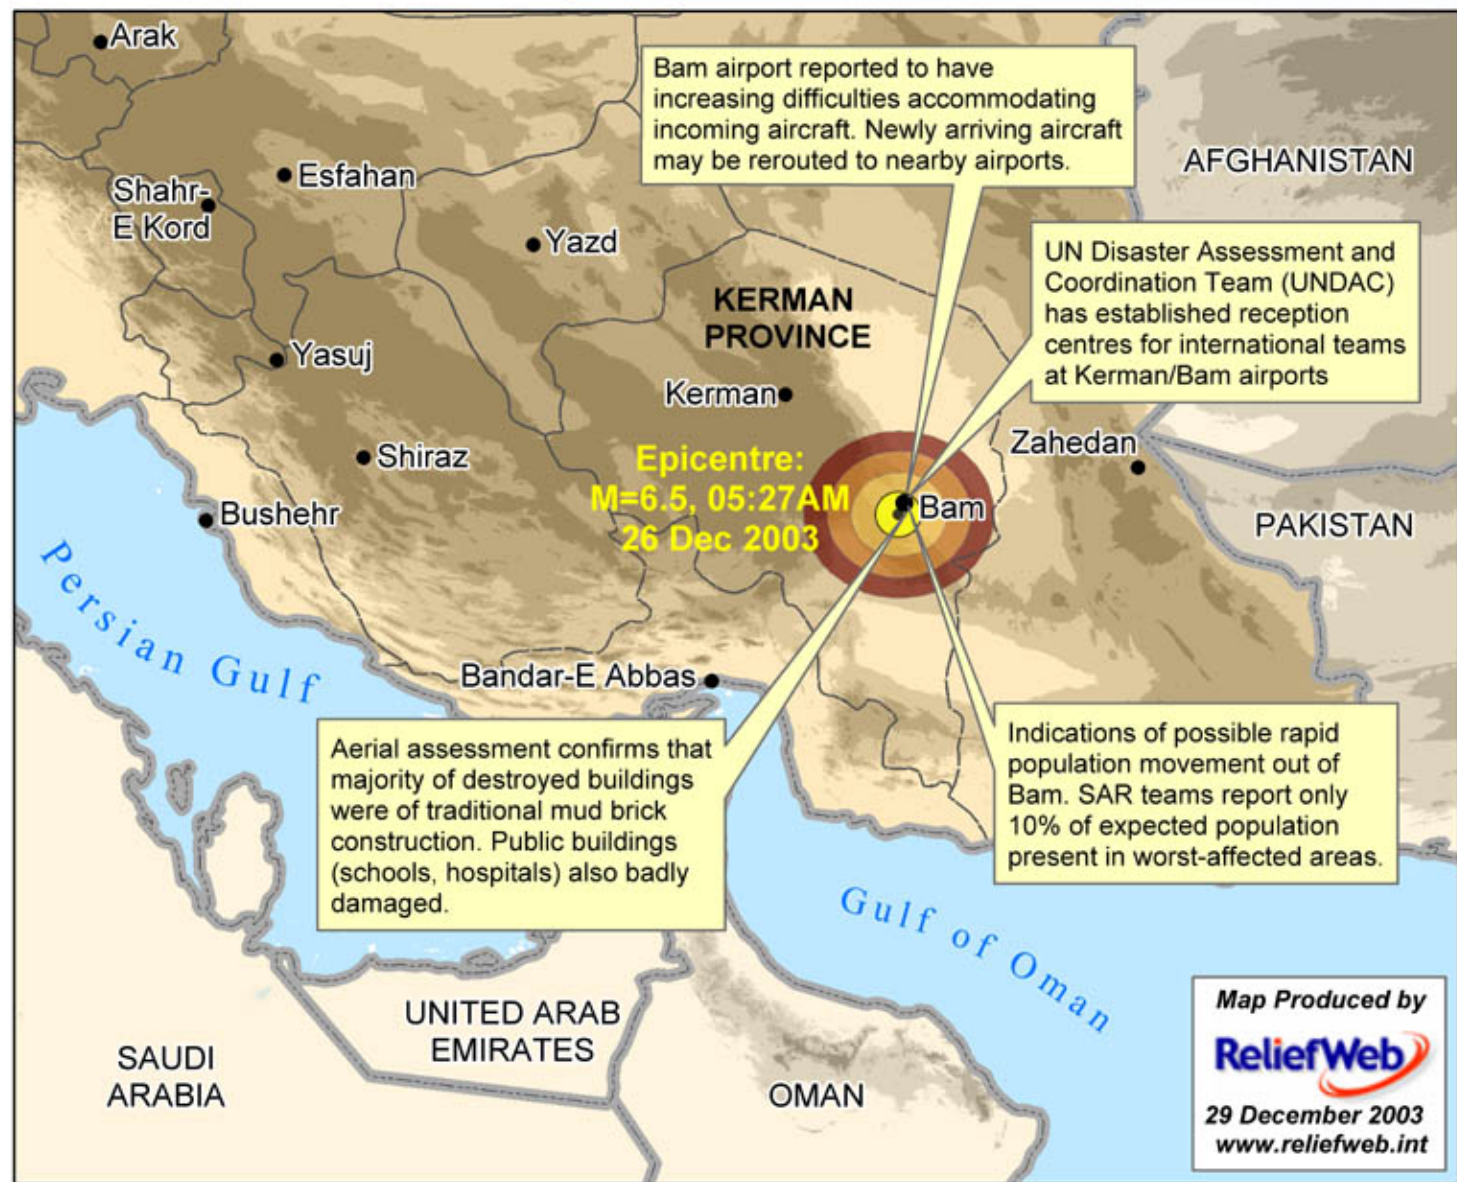 Arak
Bam airport reported to have
increasing difficulties accommodating
incoming aircraft. Newly arriving aircraft
may be rerouted to nearby airports.
AFGHANISTAN
Esfahan
Shahr-
E Kord
Yazd
UN Disaster Assessment and
Coordination Team (UNDAC)
has established reception
centres for international teams
at Kerman/Bam airports
KERMAN
PROVINCE
Yasuj
Kerman
Zahedan
Shiraz
Epicentre:
M=6.5, 05:27AM
26 Dec 2003
Bam
Bushehr
PAKISTAN
Persian Gulf
Bandar-E Abbas
Aerial assessment confirms that
majority of destroyed buildings
were of traditional mud brick
construction. Public buildings
(schools, hospitals) also badly
damaged.
Indications of possible rapid
population movement out of
Bam. SAR teams report only
10% of expected population
present in worst-affected areas.
Gulf of Oman
UNITED ARAB
EMIRATES
SAUDI
ARABIA
OMAN
Map Produced by
ReliefWeb
29 December 2003
www.reliefweb.int